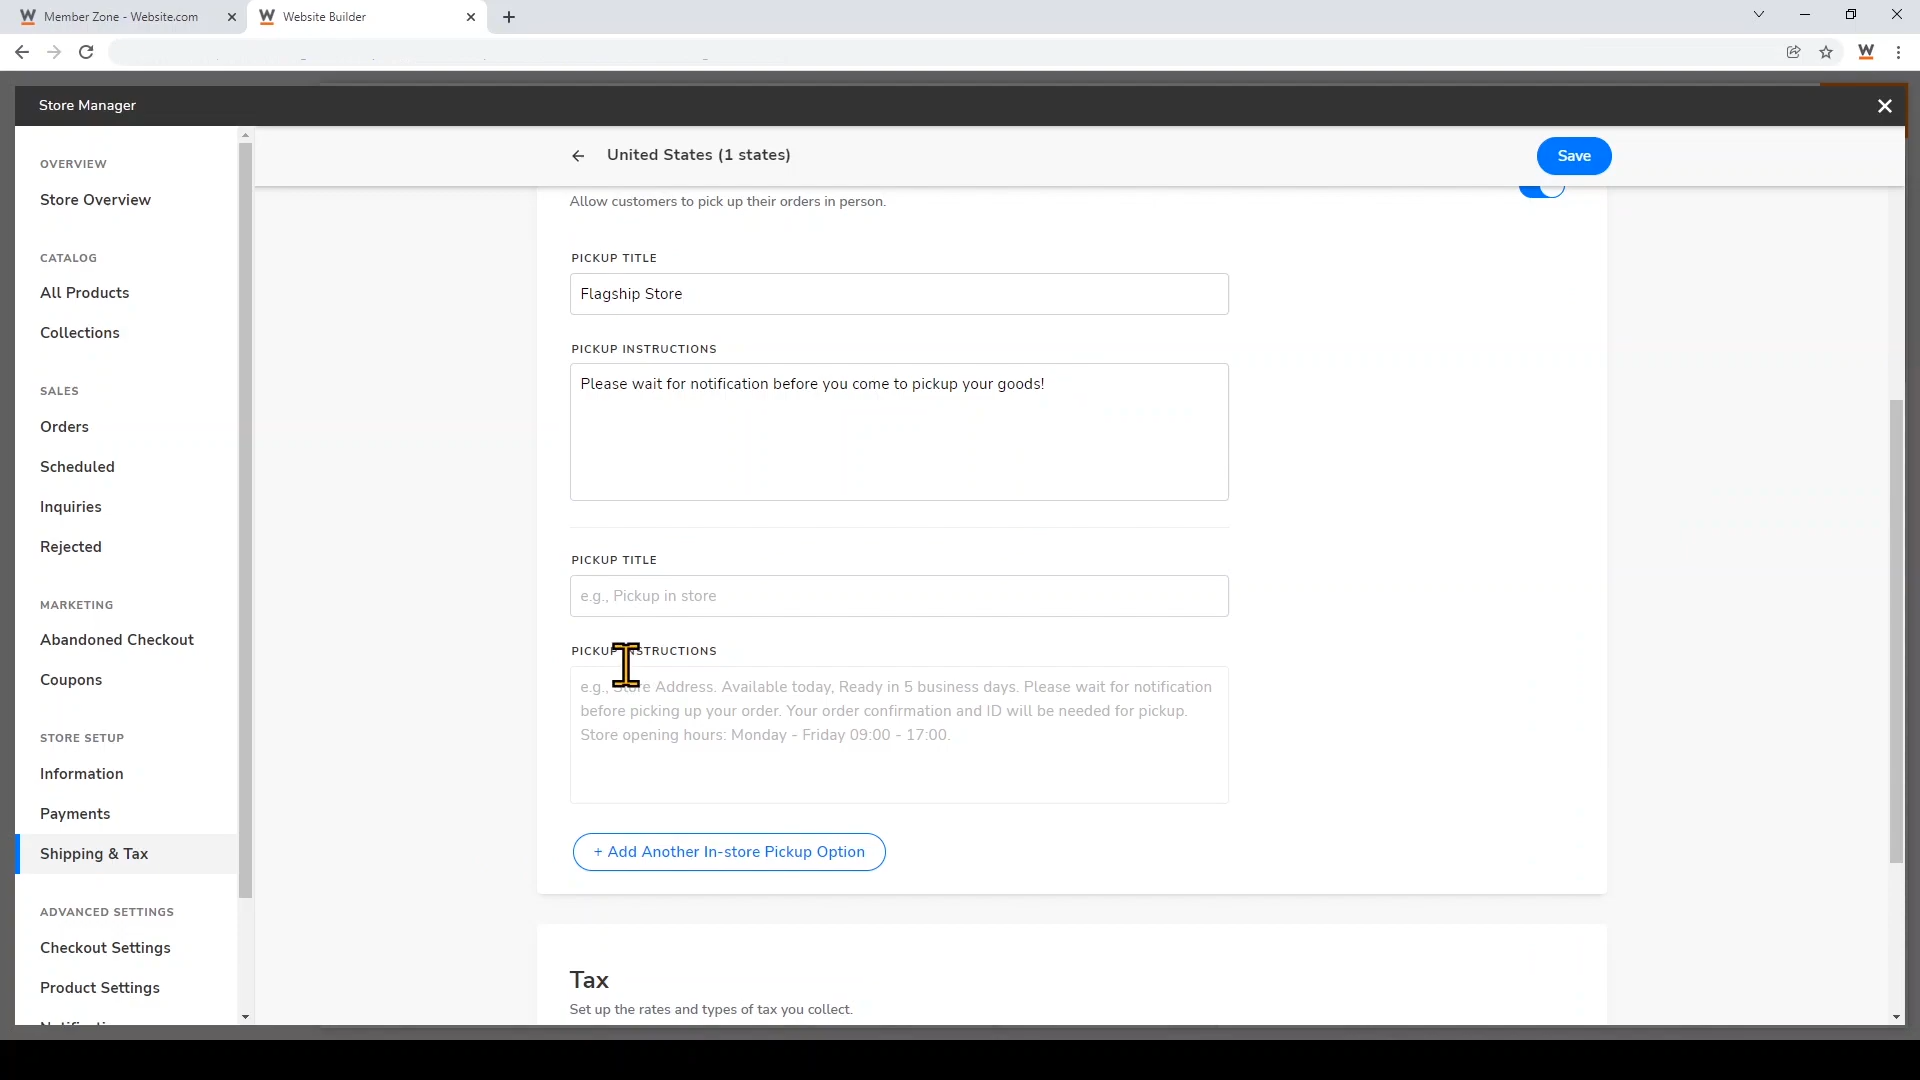 Member Zone - Website.com
Website Builder
Store Manager
OVERVIEW
Store Overview
CATALOG
All Products
Collections
SALES
Orders
Scheduled
Inquiries
Rejected
MARKETING
Abandoned Checkout
Coupons
STORE SETUP
Information
Payments
Shipping & Tax
ADVANCED SETTINGS
Checkout Settings
Product Settings
United States (1 states)
Save
Allow customers to pick up their orders in person.
PICKUP TITLE
Flagship Store
PICKUP INSTRUCTIONS
Please wait for notification before you come to pickup your goods!
PICKUP TITLE
e.g., Pickup in store
PICKUP INSTRUCTIONS
e.g., Store Address. Available today, Ready in 5 business days. Please wait for notification
before picking up your order. Your order confirmation and ID will be needed for pickup.
Store opening hours: Monday - Friday 09:00 - 17:00.
+ Add Another In-store Pickup Option
Tax
Set up the rates and types of tax you collect.